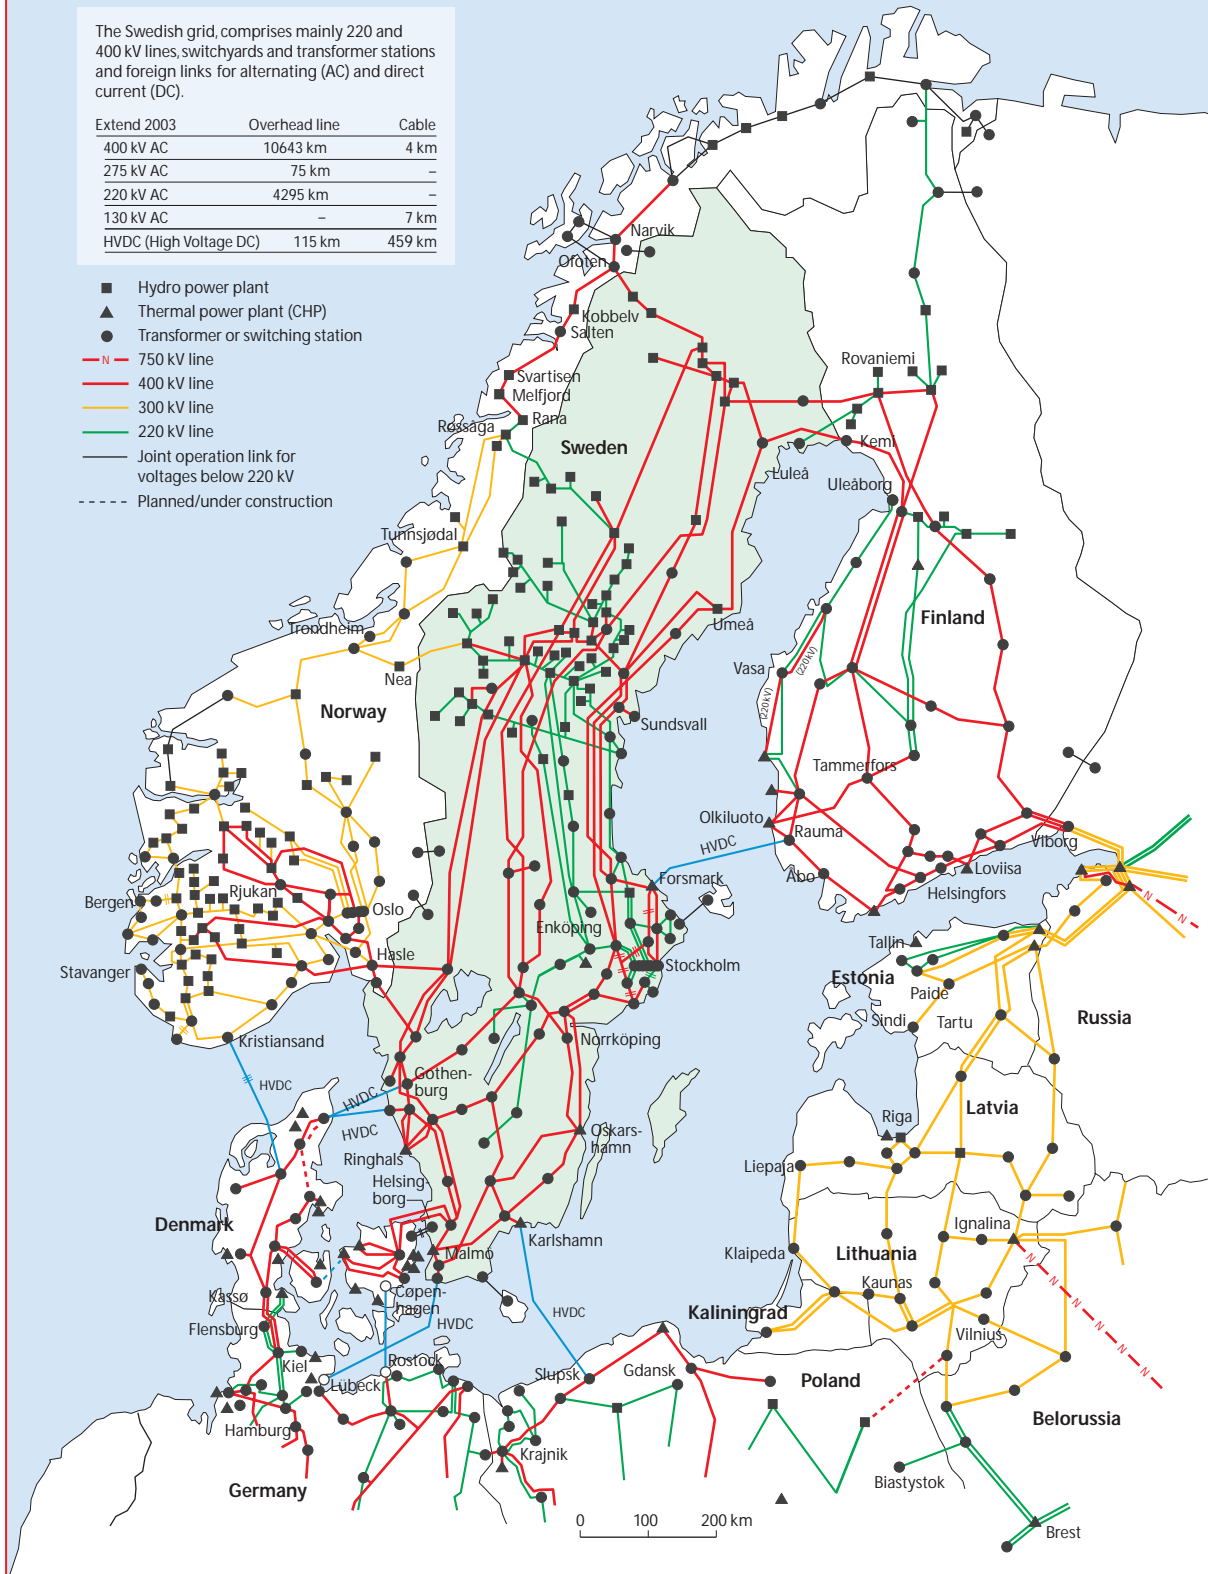 The Swedish grid, comprises mainly 220 and
400 kV lines, switchyards and transformer stations
and foreign links for alternating (AC) and direct
current (DC).
Extend 2003 Overhead line Cable
400 kV AC 10643 km 4 km
275 kV AC 75 km –
220 kV AC 4295 km –
130 kV AC – 7 km
HVDC (High Voltage DC) 115 km 459 km
Hydro power plant
Thermal power plant (CHP)
Transformer or switching station
N 750 kV line
400 kV line
300 kV line
220 kV line
Joint operation link for
voltages below 220 kV
Planned/under construction
Narvik
Ofoten
Kobbelv
Salten
Svartisen
Melfjord
Rana
Røssåga
Sweden
Rovaniemi
Kemi
Luleå
Uleåborg
Tunnsjødal
Finland
Trondheim
Umeå
Nea
Vasa
(220 kV)
(220 kV)
Norway
Sundsvall
Tammerfors
Olkiluoto
Rauma
HVDC
Viborg
Åbo
Loviisa
Helsingfors
Forsmark
Rjukan
Bergen
Oslo
Enköping
N
N
Hasle
Stockholm
Stavanger
Tallin
Estonia
Paide
Sindi
Tartu
Russia
Kristiansand
Norrköping
HVDC
Gothen-
burg
HVDC
HVDC
Latvia
Riga
Oskars-
hamn
Ringhals
Liepaja
Helsing-
borg
Denmark
Karlshamn
Ignalina
Malmö
Klaipeda
Lithuania
Kaunas
N
N
N
N
N
N
Kassø
Cøpen-
hagen
HVDC
HVDC
Kaliningrad
Flensburg
Vilnius
Kiel
Rostock
Lübeck
Slupsk
Gdansk
Poland
Belorussia
Hamburg
Krajnik
Germany
Biastystok
Brest
0 100 200 km